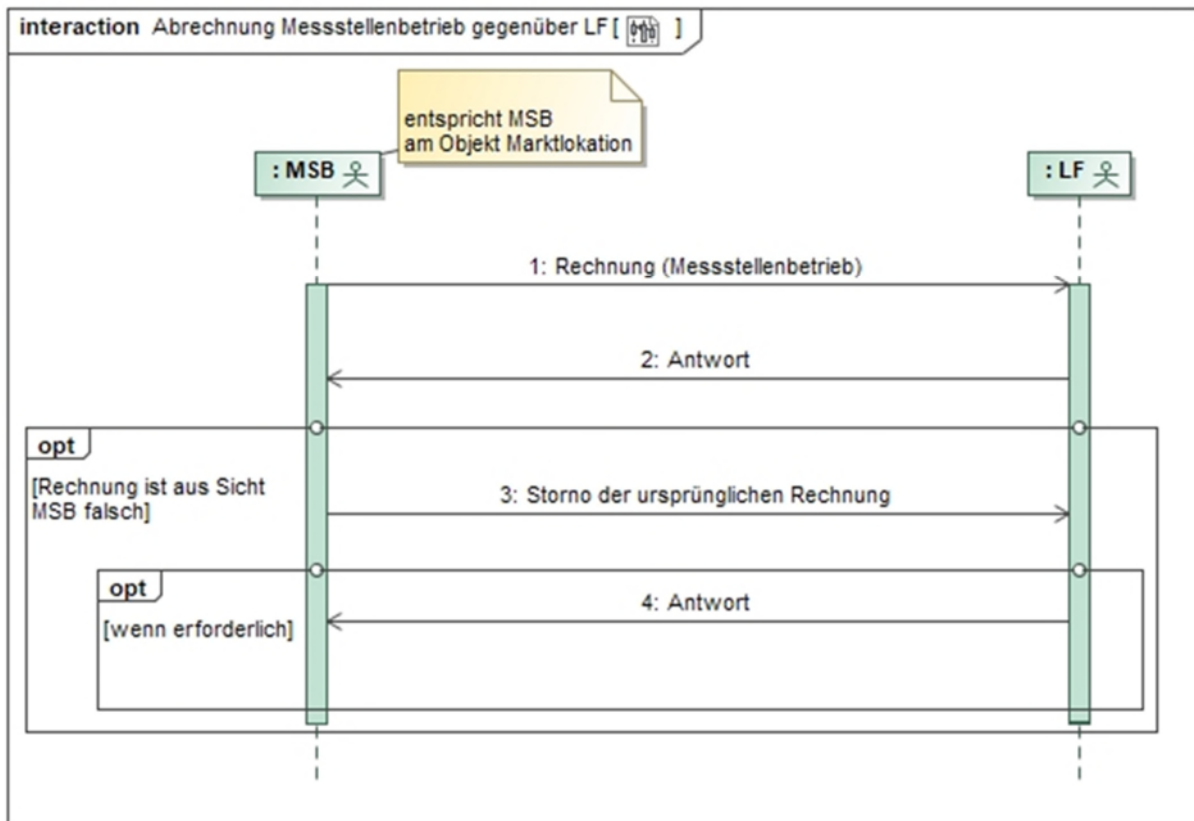 interaction Abrechnung Messstellenbetrieb gegenüber LF [ ]
entspricht MSB
am Objekt Marktlokation
: MSB
: LF
1: Rechnung (Messstellenbetrieb)
2: Antwort
opt
[Rechnung ist aus Sicht
MSB falsch]
3: Storno der ursprünglichen Rechnung
opt
4: Antwort
[wenn erforderlich]